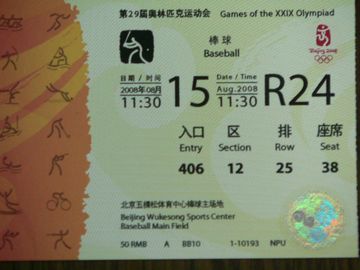 第29届奥林匹克运动会 Games of the XXIX Olympiad
棒球
Baseball
Beijing 2008
日期 / 时间 Date / Time
2008年08月 15 Aug.2008 R24
11:30 11:30
入口 区 排 座席
Entry Section Row Seat
406 12 25 38
北京五棵松体育中心棒球主场地
Beijing Wukesong Sports Center
Baseball Main Field
50 RMB A BB10 1-10193 NPU